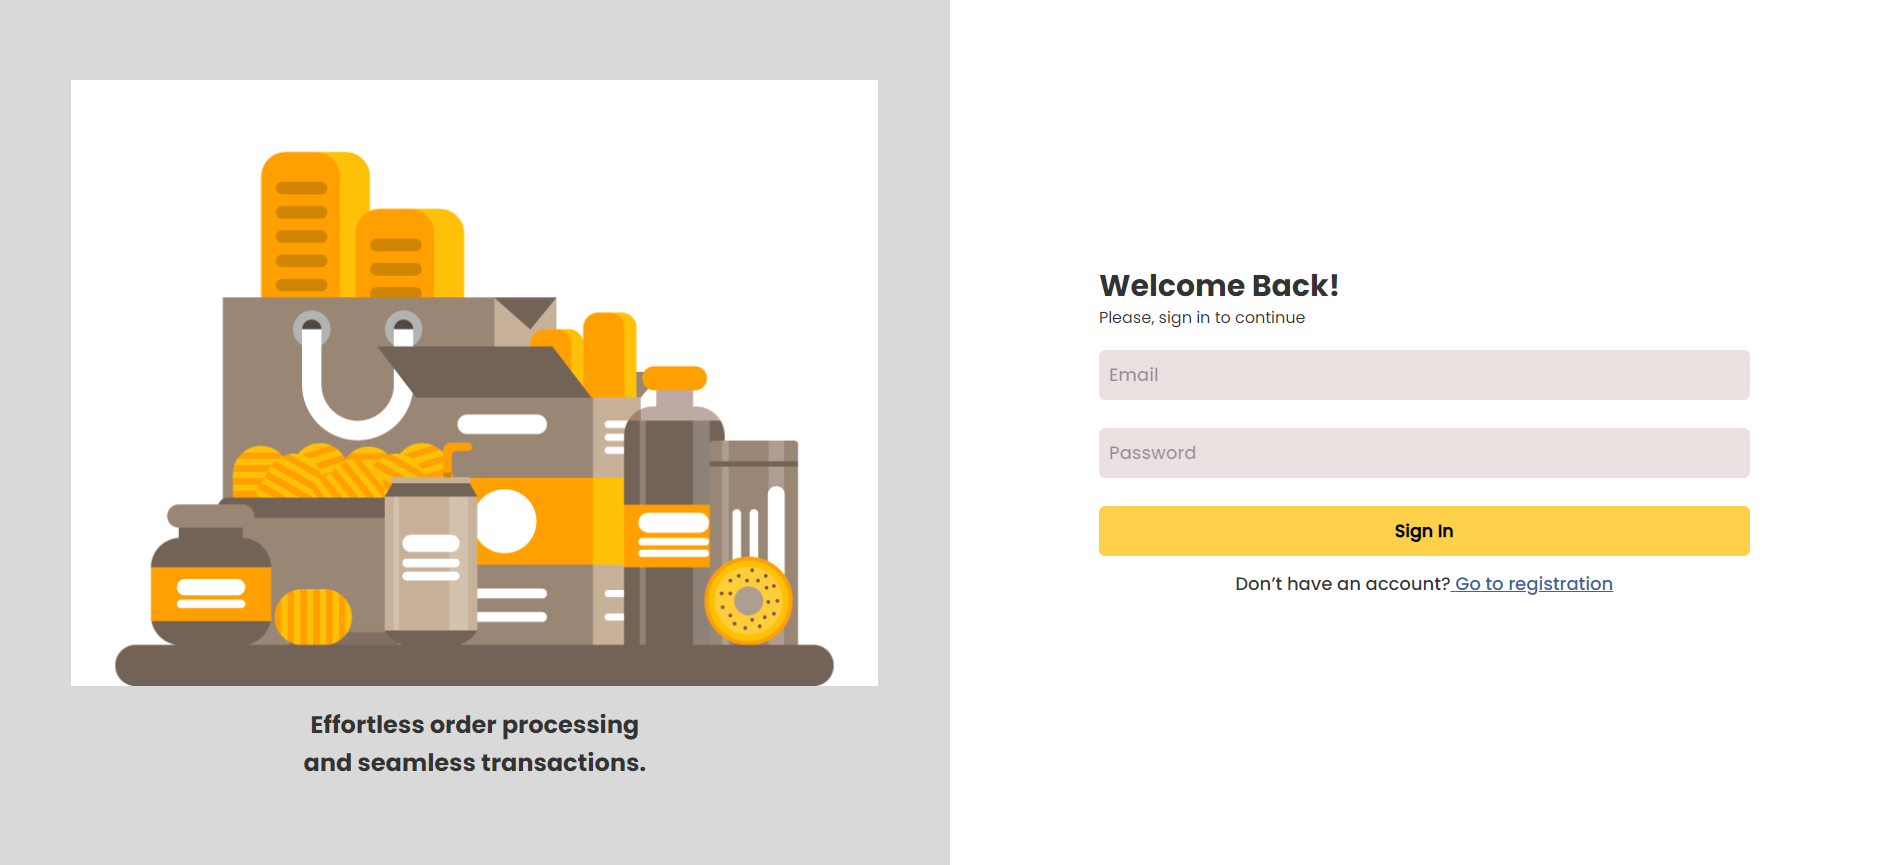 Effortless order processing
and seamless transactions.
Welcome Back!
Please, sign in to continue
Email
Password
Sign In
Don’t have an account? Go to registration